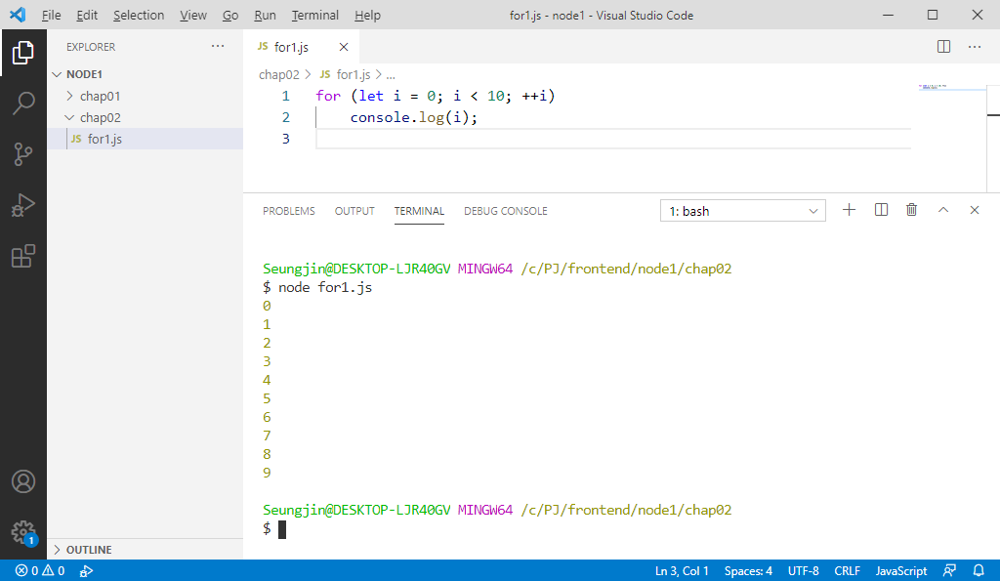 File Edit Selection View Go Run Terminal Help for1.js - node1 - Visual Studio Code
EXPLORER ···
NODE1
chap01
chap02
JS for1.js
OUTLINE
1
JS for1.js
chap02 > JS for1.js > ...
1 for (let i = 0; i < 10; ++i)
2     console.log(i);
3
PROBLEMS OUTPUT TERMINAL DEBUG CONSOLE 1: bash
Seungjin@DESKTOP-LJR40GV MINGW64 /c/PJ/frontend/node1/chap02
$ node for1.js
0
1
2
3
4
5
6
7
8
9
Seungjin@DESKTOP-LJR40GV MINGW64 /c/PJ/frontend/node1/chap02
$
0 0 Ln 3, Col 1 Spaces: 4 UTF-8 CRLF JavaScript